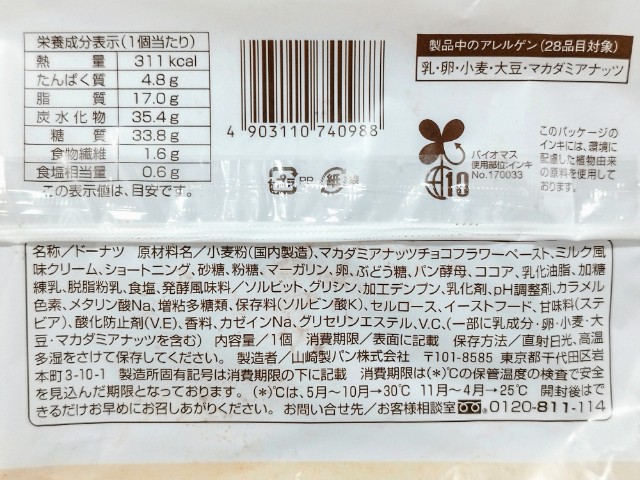 栄養成分表示(1個当たり)
熱量 311kcal
たんぱく質 4.8g
脂質 17.0g
炭水化物 35.4g
糖質 33.8g
食物繊維 1.6g
食塩相当量 0.6g
この表示値は、目安です。
4 903110 740988
プラ PP 紙
製品中のアレルゲン(28品目対象)
乳・卵・小麦・大豆・マカダミアナッツ
10
バイオマス
使用部位:インキ
No.170033
このパッケージの
インキには、環境に
配慮した植物由来
の原料を使用して
おります。
名称/ドーナツ 原材料名/小麦粉(国内製造)、マカダミアナッツチョコフラワーペースト、ミルク風
味クリーム、ショートニング、砂糖、粉糖、マーガリン、卵、ぶどう糖、パン酵母、ココア、乳化油脂、加糖
練乳、脱脂粉乳、食塩、発酵風味料/ソルビット、グリシン、加工デンプン、乳化剤、pH調整剤、カラメル
色素、メタリン酸Na、増粘多糖類、保存料(ソルビン酸K)、セルロース、イーストフード、甘味料(ステ
ビア)、酸化防止剤(V.E)、香料、カゼインNa、グリセリンエステル、V.C、(一部に乳成分・卵・小麦・大
豆・マカダミアナッツを含む) 内容量/1個 消費期限/表面に記載 保存方法/直射日光、高温
多湿をさけて保存してください。 製造者/山崎製パン株式会社 〒101-8585 東京都千代田区岩
本町3-10-1 製造所固有記号は消費期限の下に記載 消費期限は(*)℃の保管温度の検査で安全
を見込んだ期限となっております。(*)℃は、5月~10月→30℃ 11月~4月→25℃ 開封後はで
きるだけお早めにお召しあがりください。 お問い合せ先/お客様相談室 0120-811-114